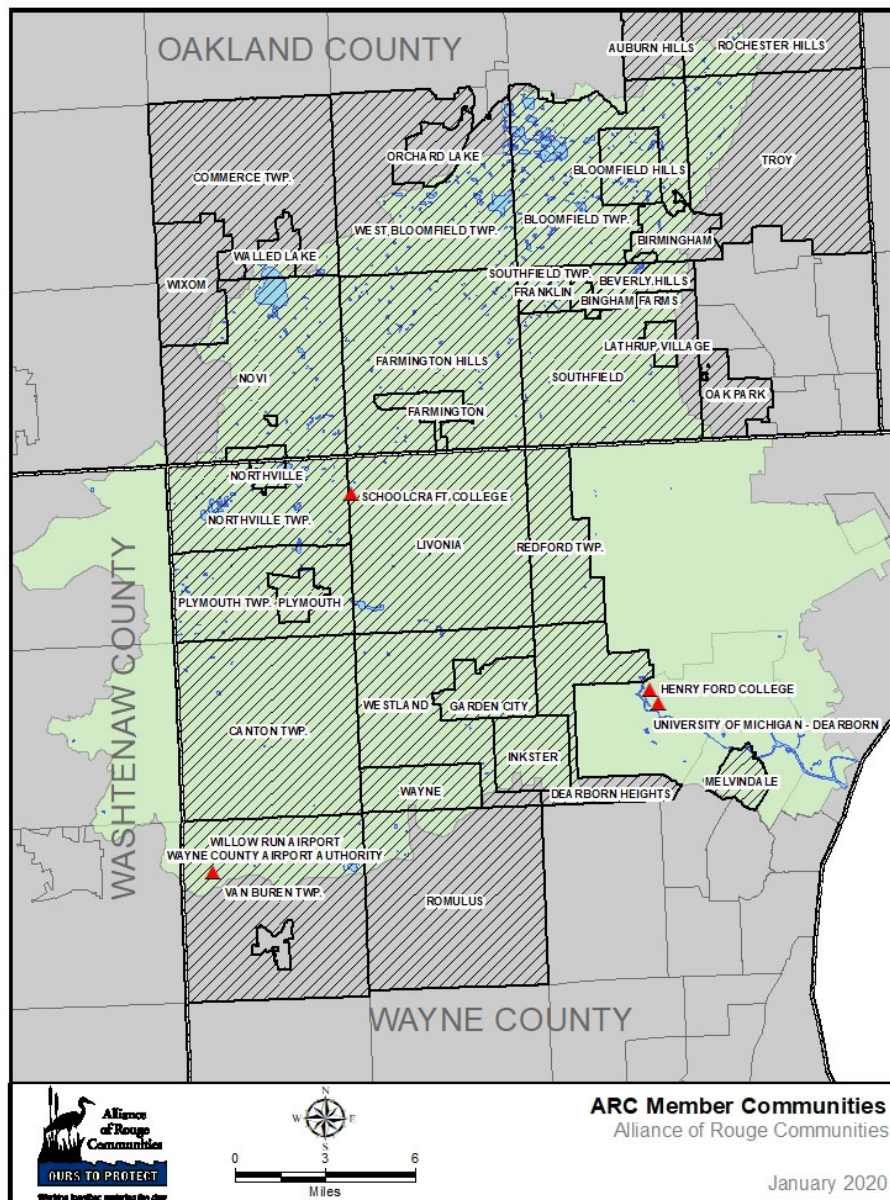 OAKLAND COUNTY
AUBURN HILLS
ROCHESTER HILLS
ORCHARD LAKE
TROY
COMMERCE TWP.
BLOOMFIELD HILLS
WEST BLOOMFIELD TWP.
BLOOMFIELD TWP.
BIRMINGHAM
WALLED LAKE
WIXOM
SOUTHFIELD TWP.
BEVERLY HILLS
FRANKLIN
BINGHAM FARMS
LATHRUP VILLAGE
FARMINGTON HILLS
NOVI
SOUTHFIELD
OAK PARK
FARMINGTON
NORTHVILLE
SCHOOLCRAFT COLLEGE
NORTHVILLE TWP.
LIVONIA
REDFORD TWP.
WASHTENAW COUNTY
PLYMOUTH TWP.
PLYMOUTH
HENRY FORD COLLEGE
WESTLAND
GARDEN CITY
UNIVERSITY OF MICHIGAN - DEARBORN
CANTON TWP.
INKSTER
MELVINDALE
WAYNE
DEARBORN HEIGHTS
WILLOW RUN AIRPORT
WAYNE COUNTY AIRPORT AUTHORITY
VAN BUREN TWP.
ROMULUS
WAYNE COUNTY
Alliance
of Rouge
Communities
OURS TO PROTECT
Working together, restoring the river
N
W
E
S
0 3 6
Miles
ARC Member Communities
Alliance of Rouge Communities
January 2020